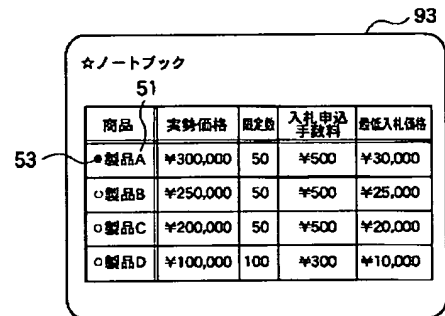 93
☆ノートブック
51
商品 実勢価格 限定数 入札申込手数料 最低入札価格
53
●製品A ¥300,000 50 ¥500 ¥30,000
○製品B ¥250,000 50 ¥500 ¥25,000
○製品C ¥200,000 50 ¥500 ¥20,000
○製品D ¥100,000 100 ¥300 ¥10,000